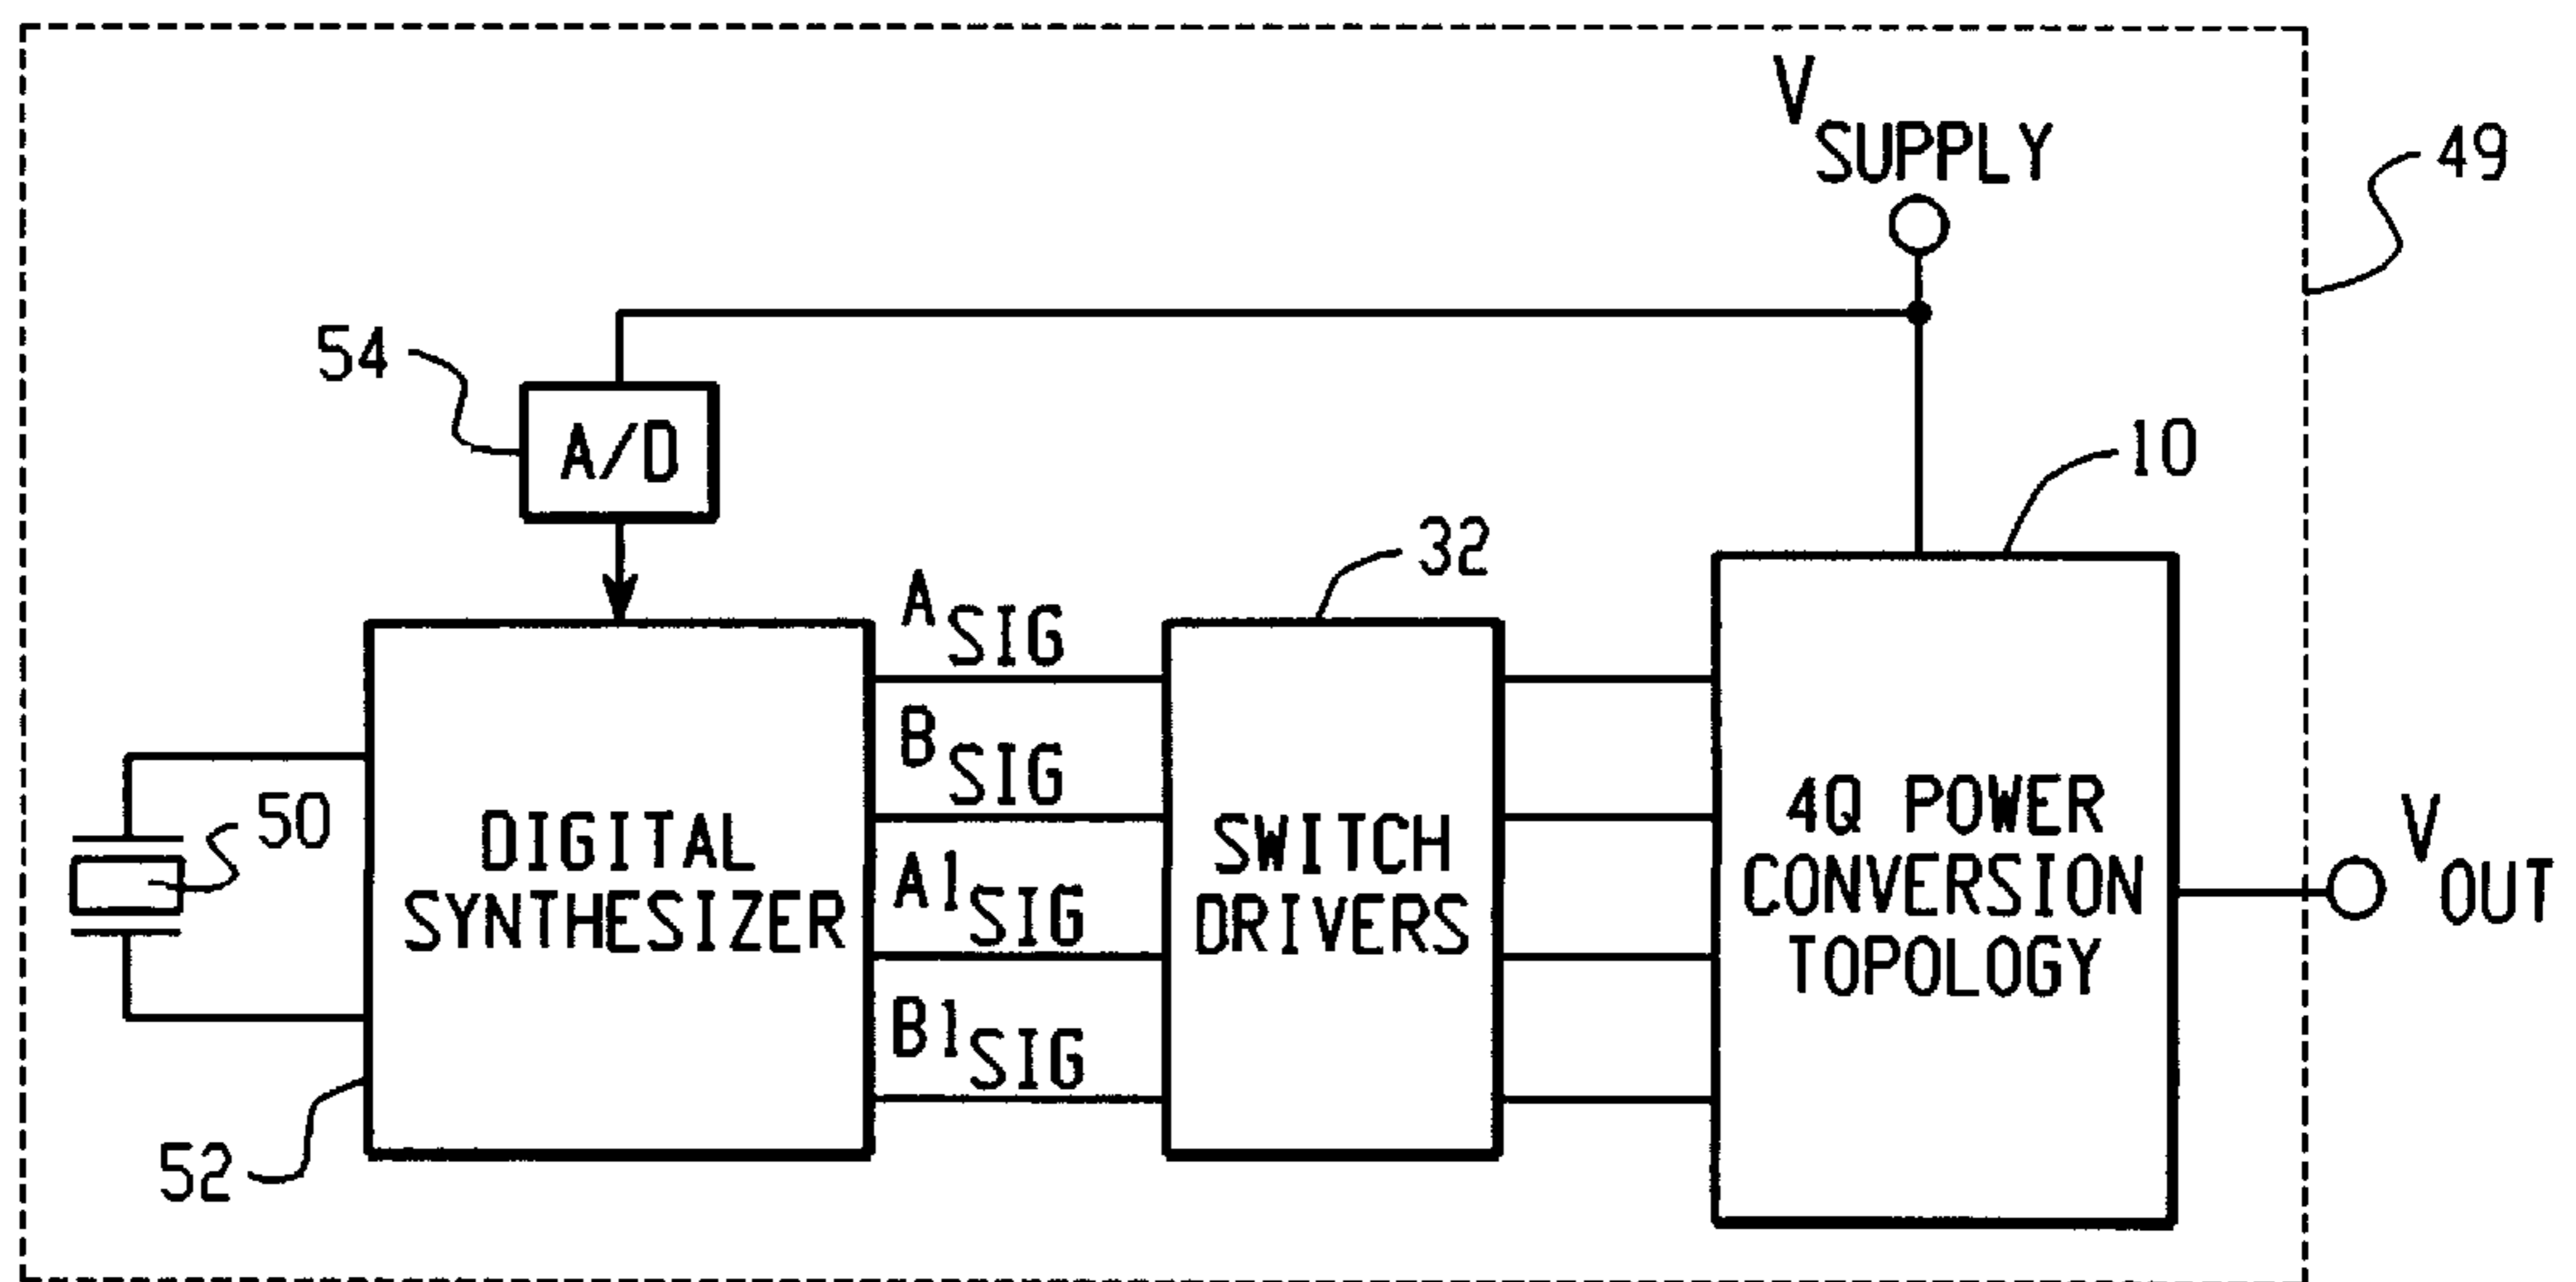 V SUPPLY
49
54
A/D
10
32
A SIG
B SIG
A1 SIG
B1 SIG
50
DIGITAL
SYNTHESIZER
SWITCH
DRIVERS
4Q POWER
CONVERSION
TOPOLOGY
V OUT
52